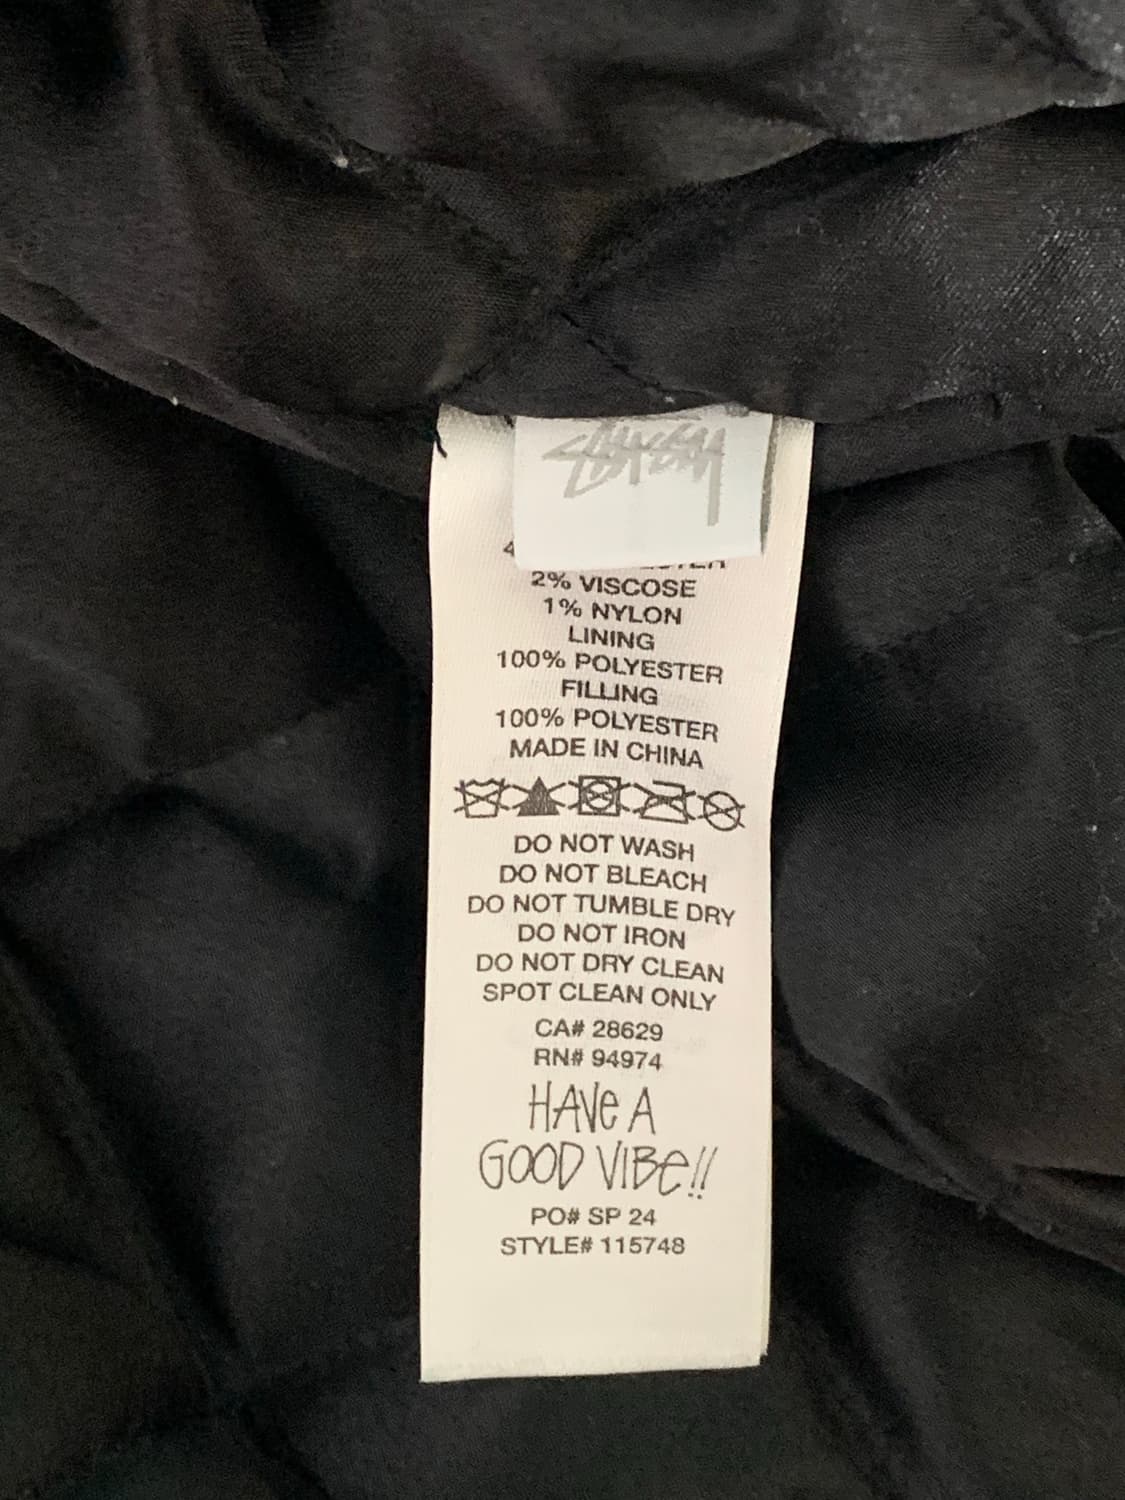 STÜSSY
2% VISCOSE
1% NYLON
LINING
100% POLYESTER
FILLING
100% POLYESTER
MADE IN CHINA
DO NOT WASH
DO NOT BLEACH
DO NOT TUMBLE DRY
DO NOT IRON
DO NOT DRY CLEAN
SPOT CLEAN ONLY
CA# 28629
RN# 94974
HAVe A
GOOD VIBe!!
PO# SP 24
STYLE# 115748